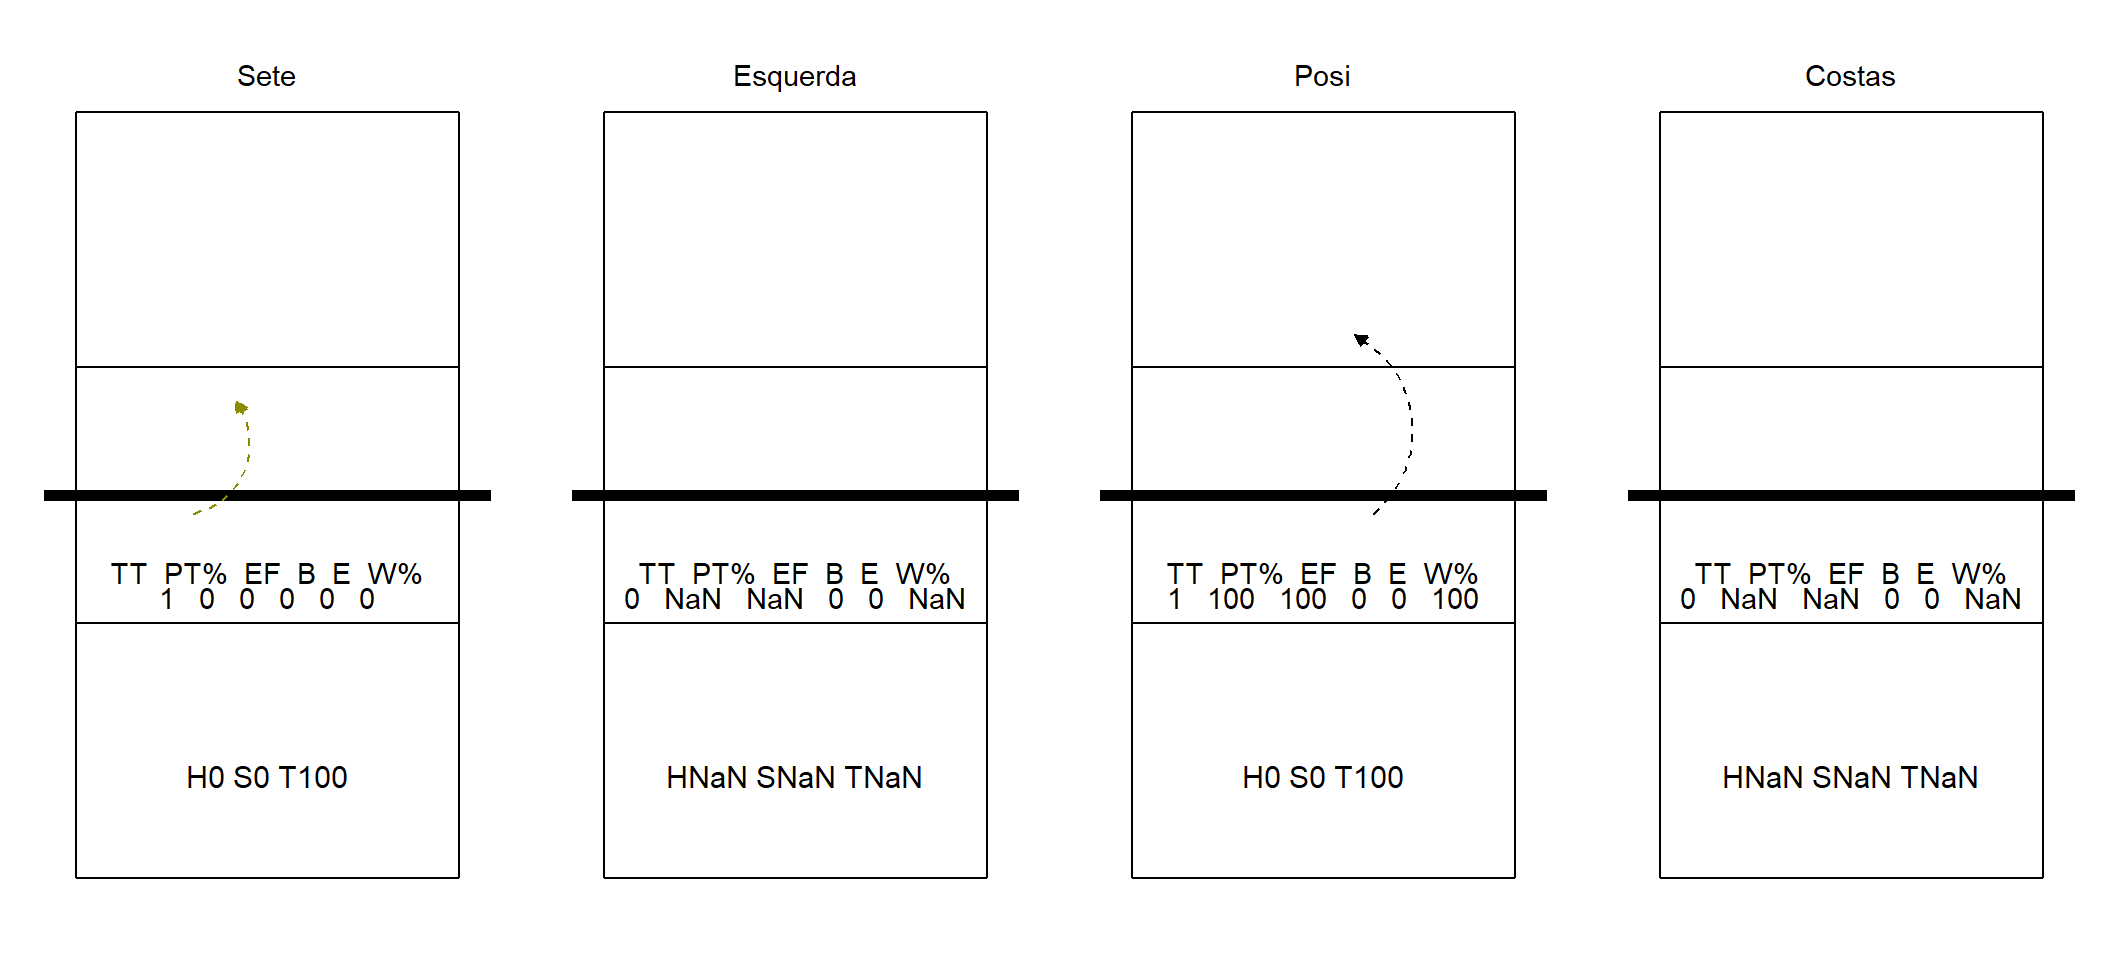 Sete
TT PT% EF B E W%
1 0 0 0 0 0
H0 S0 T100
Esquerda
TT PT% EF B E W%
0 NaN NaN 0 0 NaN
HNaN SNaN TNaN
Posi
TT PT% EF B E W%
1 100 100 0 0 100
H0 S0 T100
Costas
TT PT% EF B E W%
0 NaN NaN 0 0 NaN
HNaN SNaN TNaN